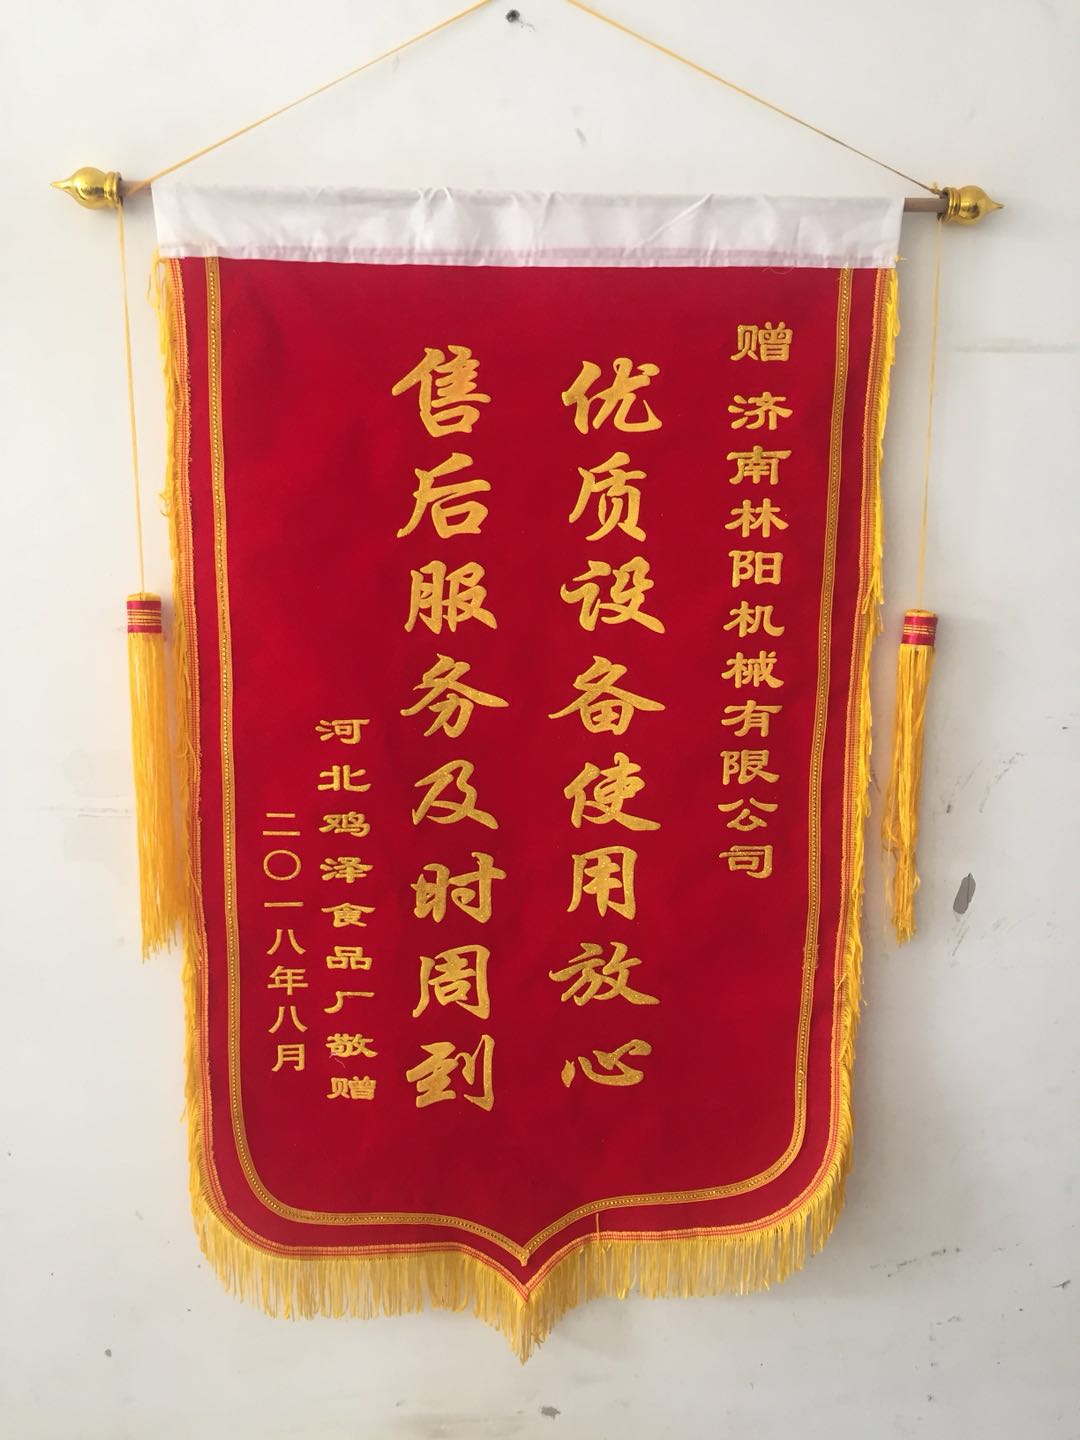 赠 济南林阳机械有限公司
优质设备使用放心
售后服务及时周到
河北鸡泽食品厂敬赠
二〇一八年八月